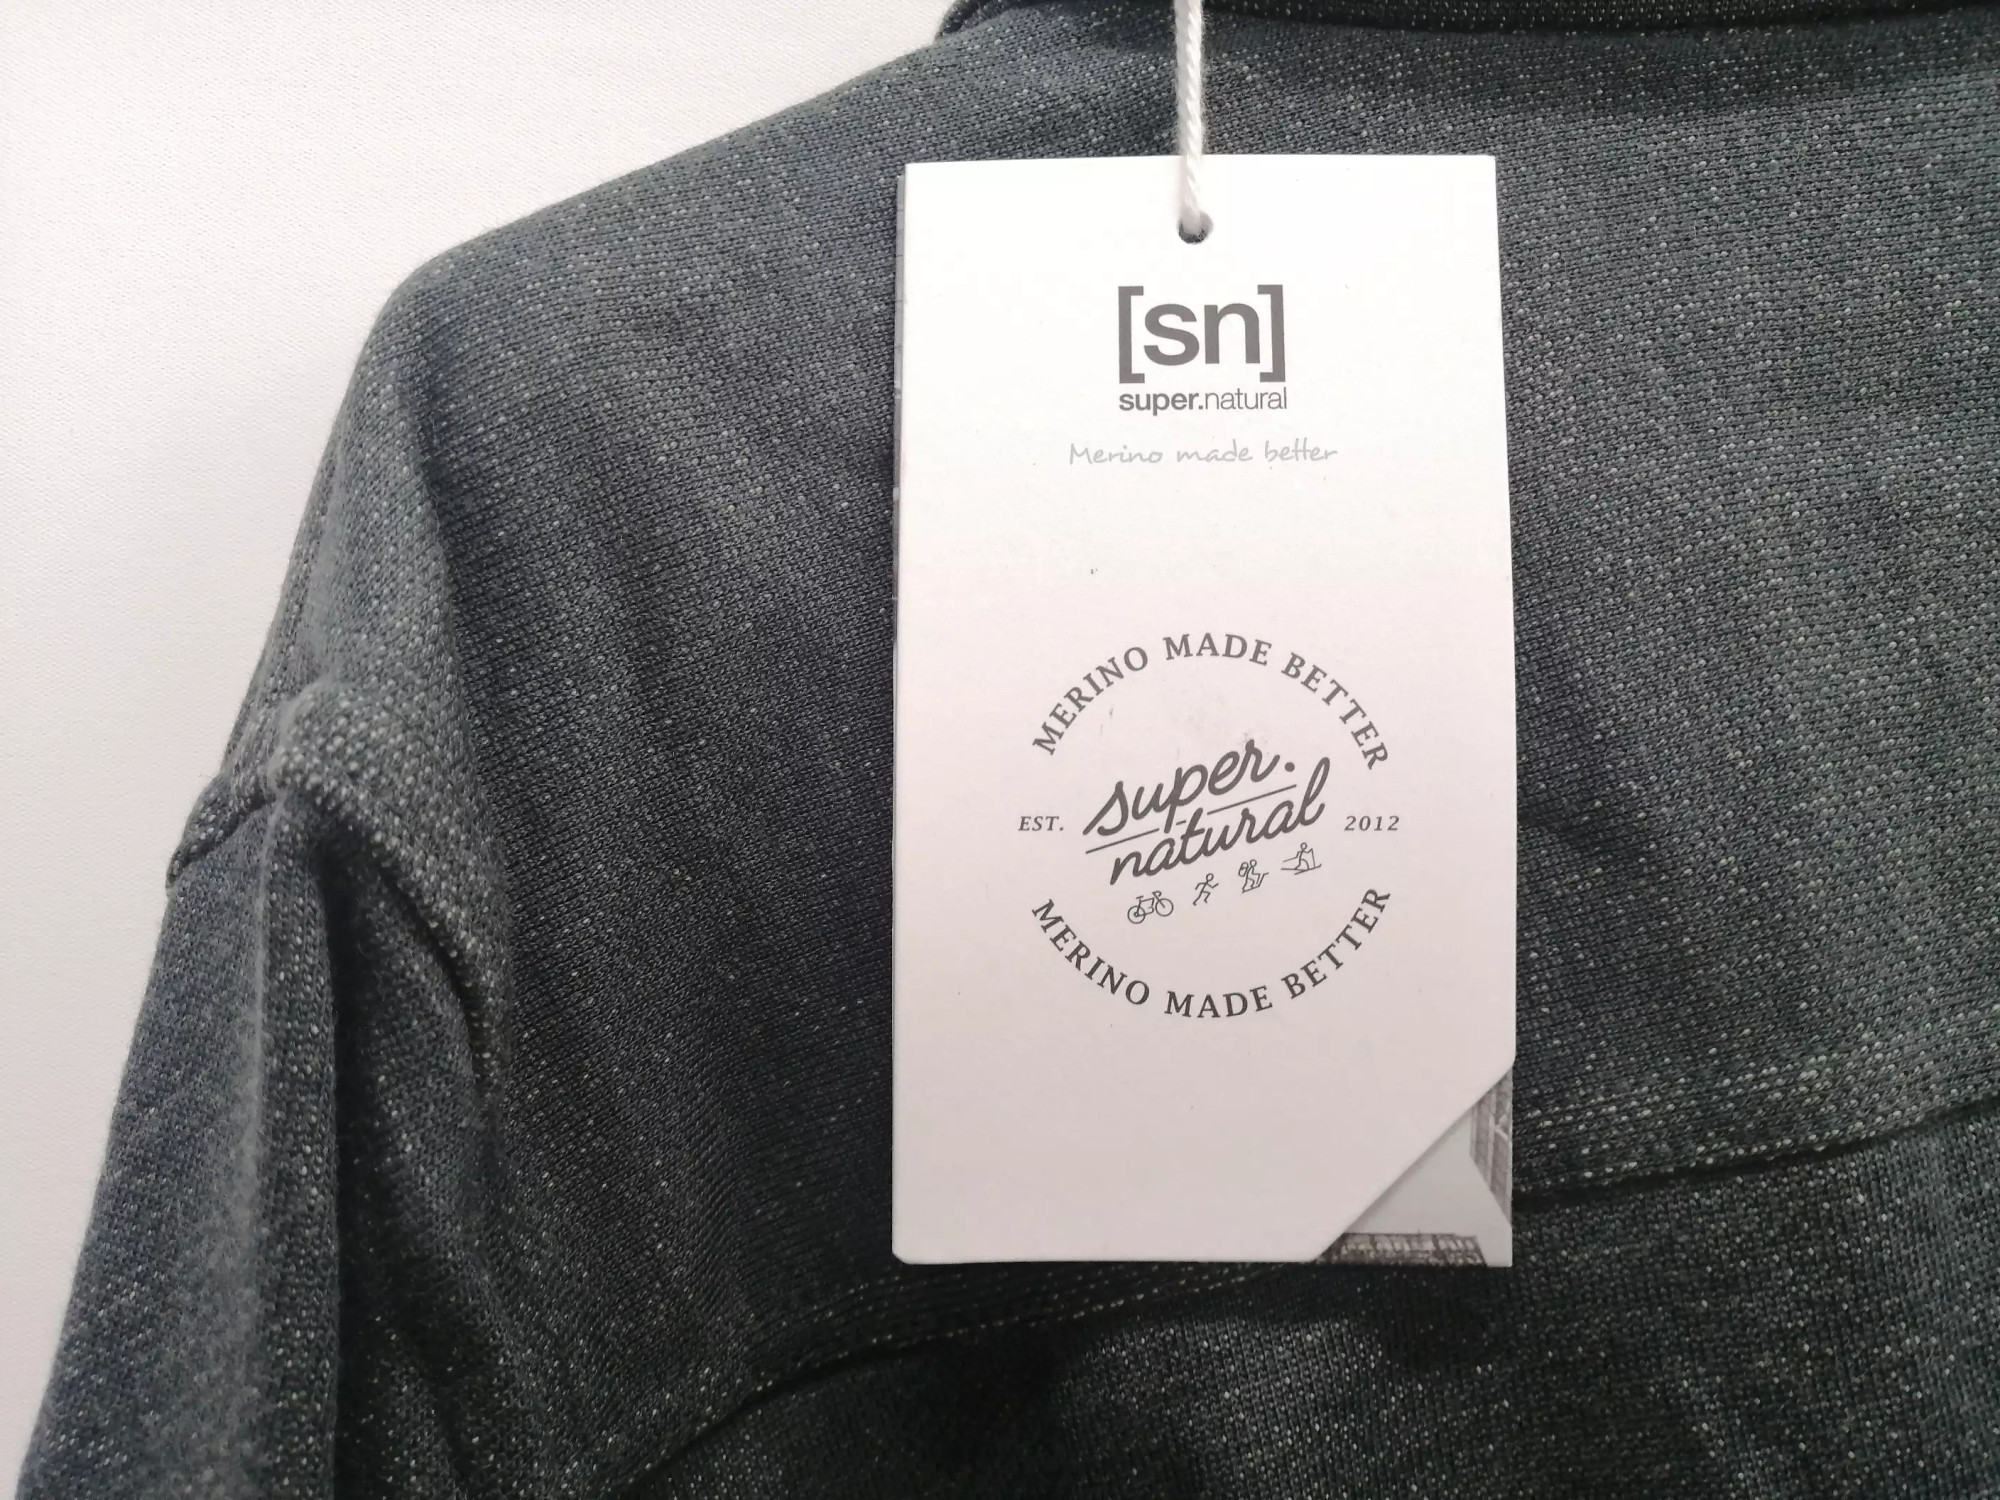 [sn]
super.natural
Merino made better
MERINO MADE BETTER
super.
natural
EST. 2012
MERINO MADE BETTER